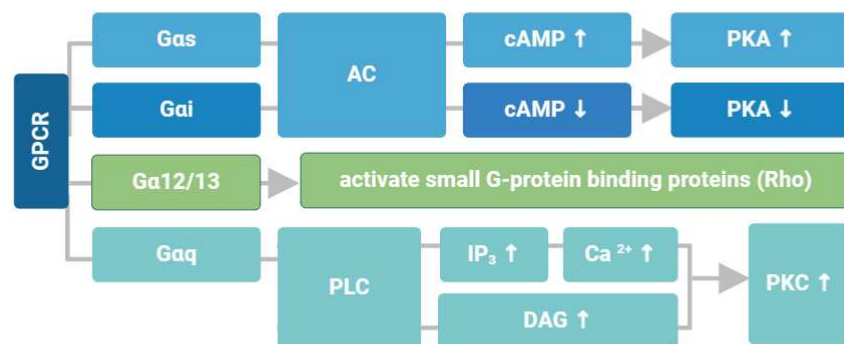 GPCR
Gαs
AC
cAMP ↑
PKA ↑
Gαi
cAMP ↓
PKA ↓
Gα12/13
activate small G-protein binding proteins (Rho)
Gαq
PLC
IP₃ ↑
Ca ²⁺ ↑
DAG ↑
PKC ↑